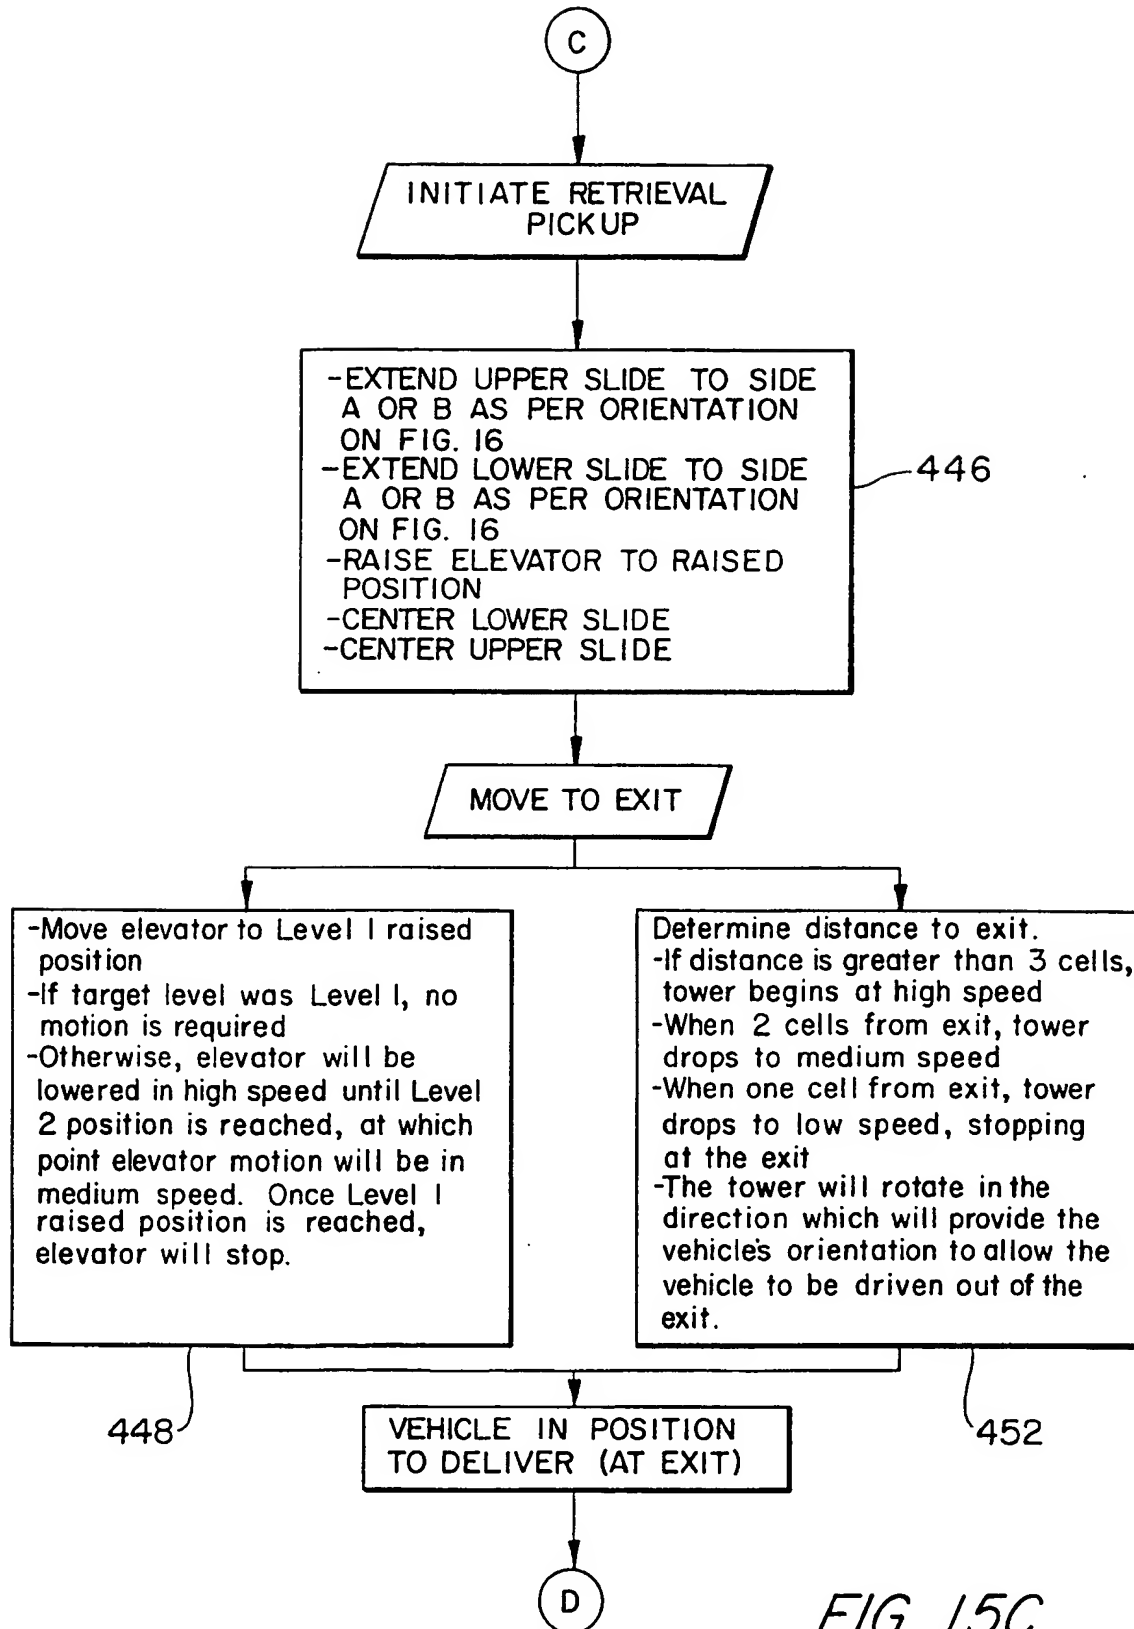 C
INITIATE RETRIEVAL
PICKUP
-EXTEND UPPER SLIDE TO SIDE
A OR B AS PER ORIENTATION
ON FIG. 16
-EXTEND LOWER SLIDE TO SIDE
A OR B AS PER ORIENTATION
ON FIG. 16
-RAISE ELEVATOR TO RAISED
POSITION
-CENTER LOWER SLIDE
-CENTER UPPER SLIDE
446
MOVE TO EXIT
-Move elevator to Level 1 raised
position
-If target level was Level 1, no
motion is required
-Otherwise, elevator will be
lowered in high speed until Level
2 position is reached, at which
point elevator motion will be in
medium speed. Once Level 1
raised position is reached,
elevator will stop.
448
Determine distance to exit.
-If distance is greater than 3 cells,
tower begins at high speed
-When 2 cells from exit, tower
drops to medium speed
-When one cell from exit, tower
drops to low speed, stopping
at the exit
-The tower will rotate in the
direction which will provide the
vehicle's orientation to allow the
vehicle to be driven out of the
exit.
452
VEHICLE IN POSITION
TO DELIVER (AT EXIT)
D
FIG. 15C